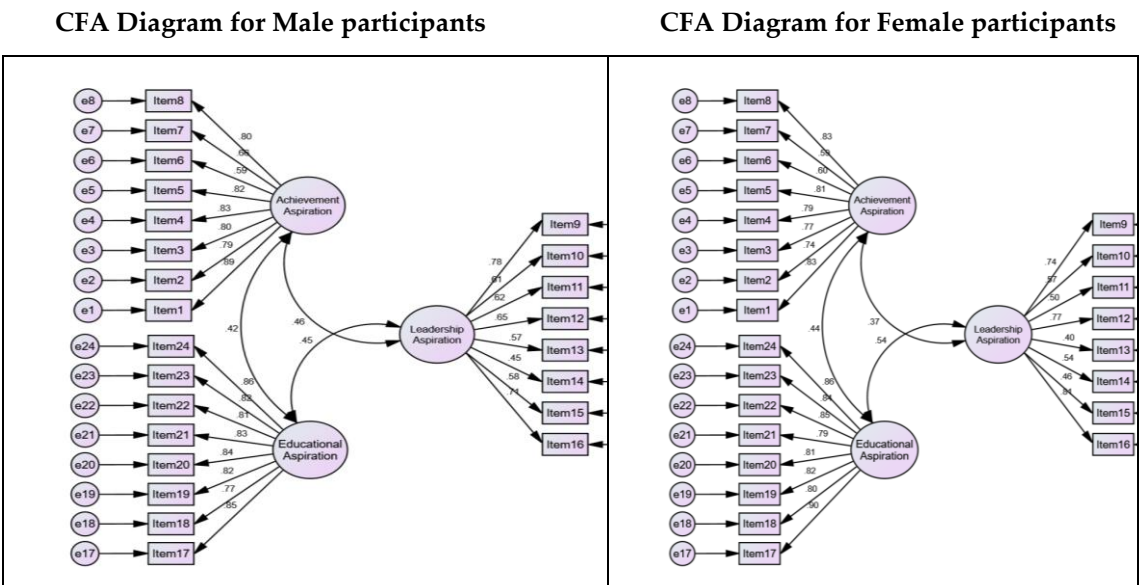 CFA Diagram for Male participants
CFA Diagram for Female participants
e8 Item8
e7 Item7
e6 Item6
e5 Item5
e4 Item4
e3 Item3
e2 Item2
e1 Item1
.80
.66
.59
.82
.83
.80
.79
.89
Achievement
Aspiration
e24 Item24
e23 Item23
e22 Item22
e21 Item21
e20 Item20
e19 Item19
e18 Item18
e17 Item17
.86
.83
.81
.83
.84
.82
.77
.85
Educational
Aspiration
.42
.46
.45
Leadership
Aspiration
.78
.61
.62
.65
.57
.45
.58
.71
Item9
Item10
Item11
Item12
Item13
Item14
Item15
Item16
e8 Item8
e7 Item7
e6 Item6
e5 Item5
e4 Item4
e3 Item3
e2 Item2
e1 Item1
.83
.59
.60
.81
.79
.77
.74
.83
Achievement
Aspiration
e24 Item24
e23 Item23
e22 Item22
e21 Item21
e20 Item20
e19 Item19
e18 Item18
e17 Item17
.86
.84
.85
.79
.81
.82
.80
.90
Educational
Aspiration
.44
.37
.54
Leadership
Aspiration
.74
.57
.50
.77
.40
.54
.46
.81
Item9
Item10
Item11
Item12
Item13
Item14
Item15
Item16